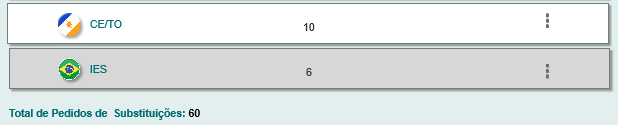 CE/TO 10
IES 6
Total de Pedidos de Substituições: 60